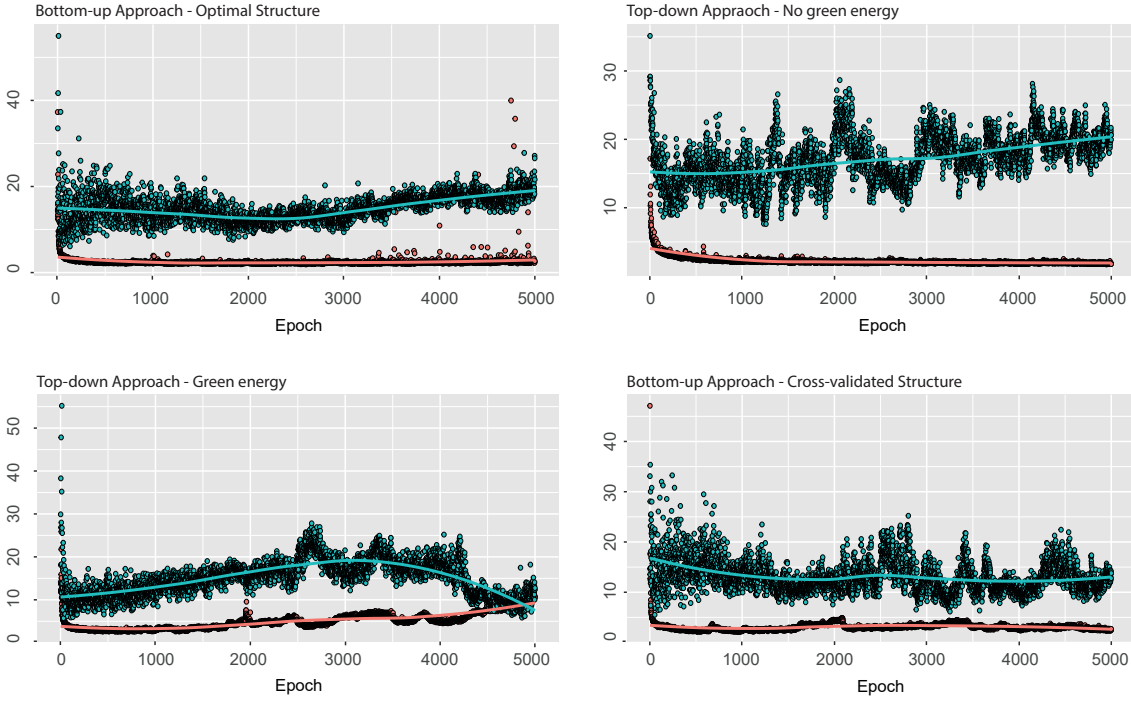 Bottom-up Approach - Optimal Structure
40
20
0
0 1000 2000 3000 4000 5000
Epoch
Top-down Appraoch - No green energy
30
20
10
0 1000 2000 3000 4000 5000
Epoch
Top-down Approach - Green energy
50
40
30
20
10
0
0 1000 2000 3000 4000 5000
Epoch
Bottom-up Approach - Cross-validated Structure
40
30
20
10
0
0 1000 2000 3000 4000 5000
Epoch